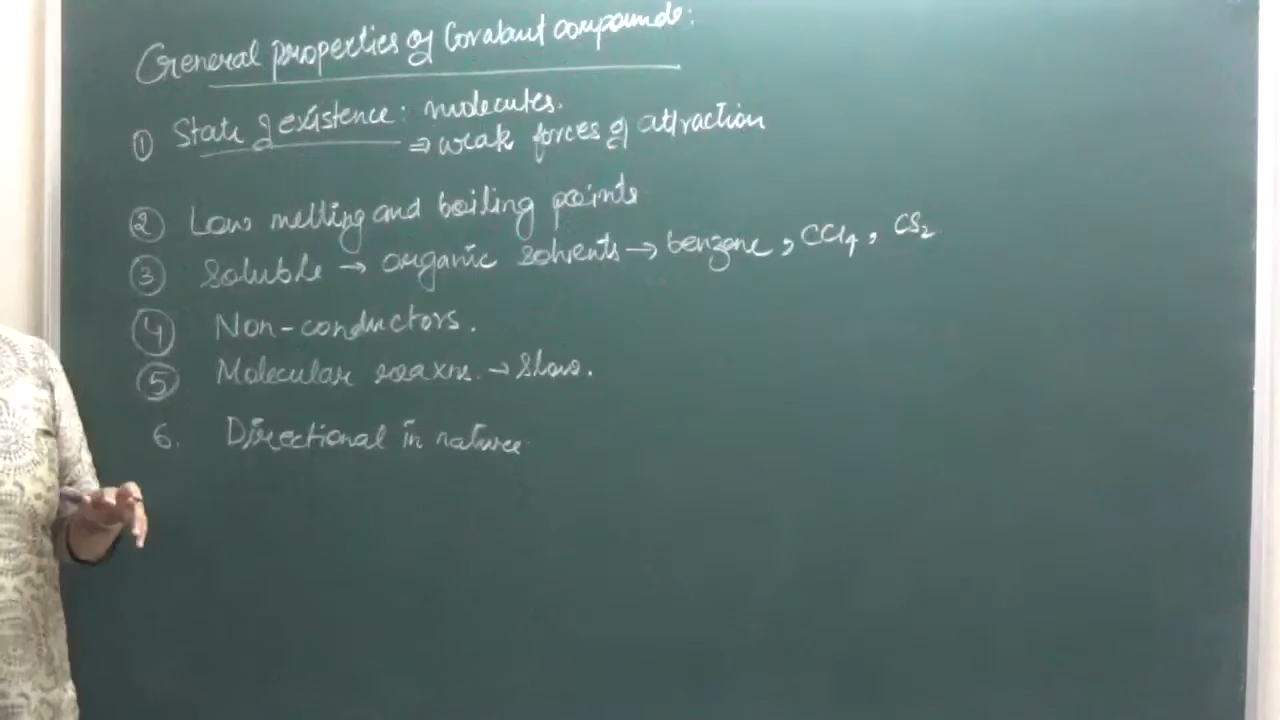 General properties of Covalent compounds:
① State of existence: molecules.
⇒ weak forces of attraction
② Low melting and boiling points
③ Soluble → organic solvents → benzene, CCl4, CS2
④ Non-conductors.
⑤ Molecular reaxns. → Slow.
6. Directional in nature.